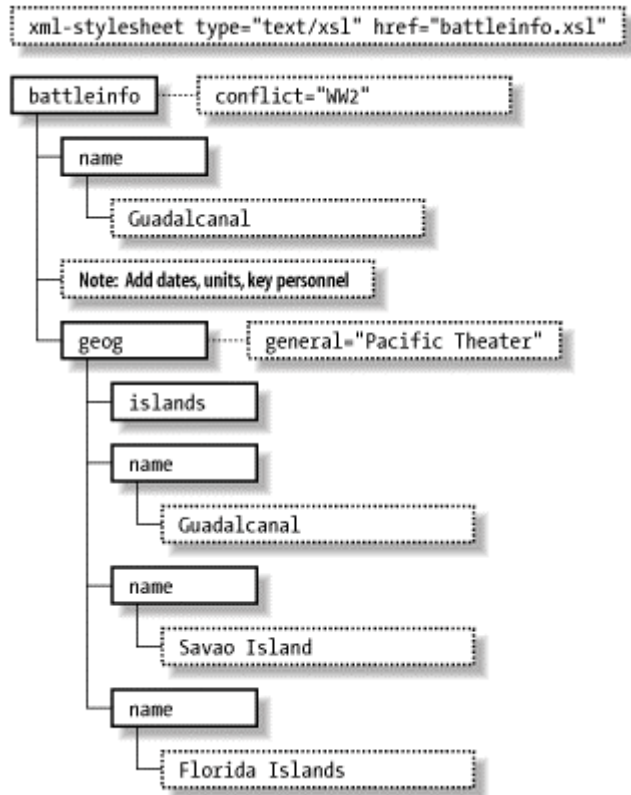 xml-stylesheet type="text/xsl" href="battleinfo.xsl"
battleinfo
conflict="WW2"
name
Guadalcanal
Note: Add dates, units, key personnel
geog
general="Pacific Theater"
islands
name
Guadalcanal
name
Savao Island
name
Florida Islands